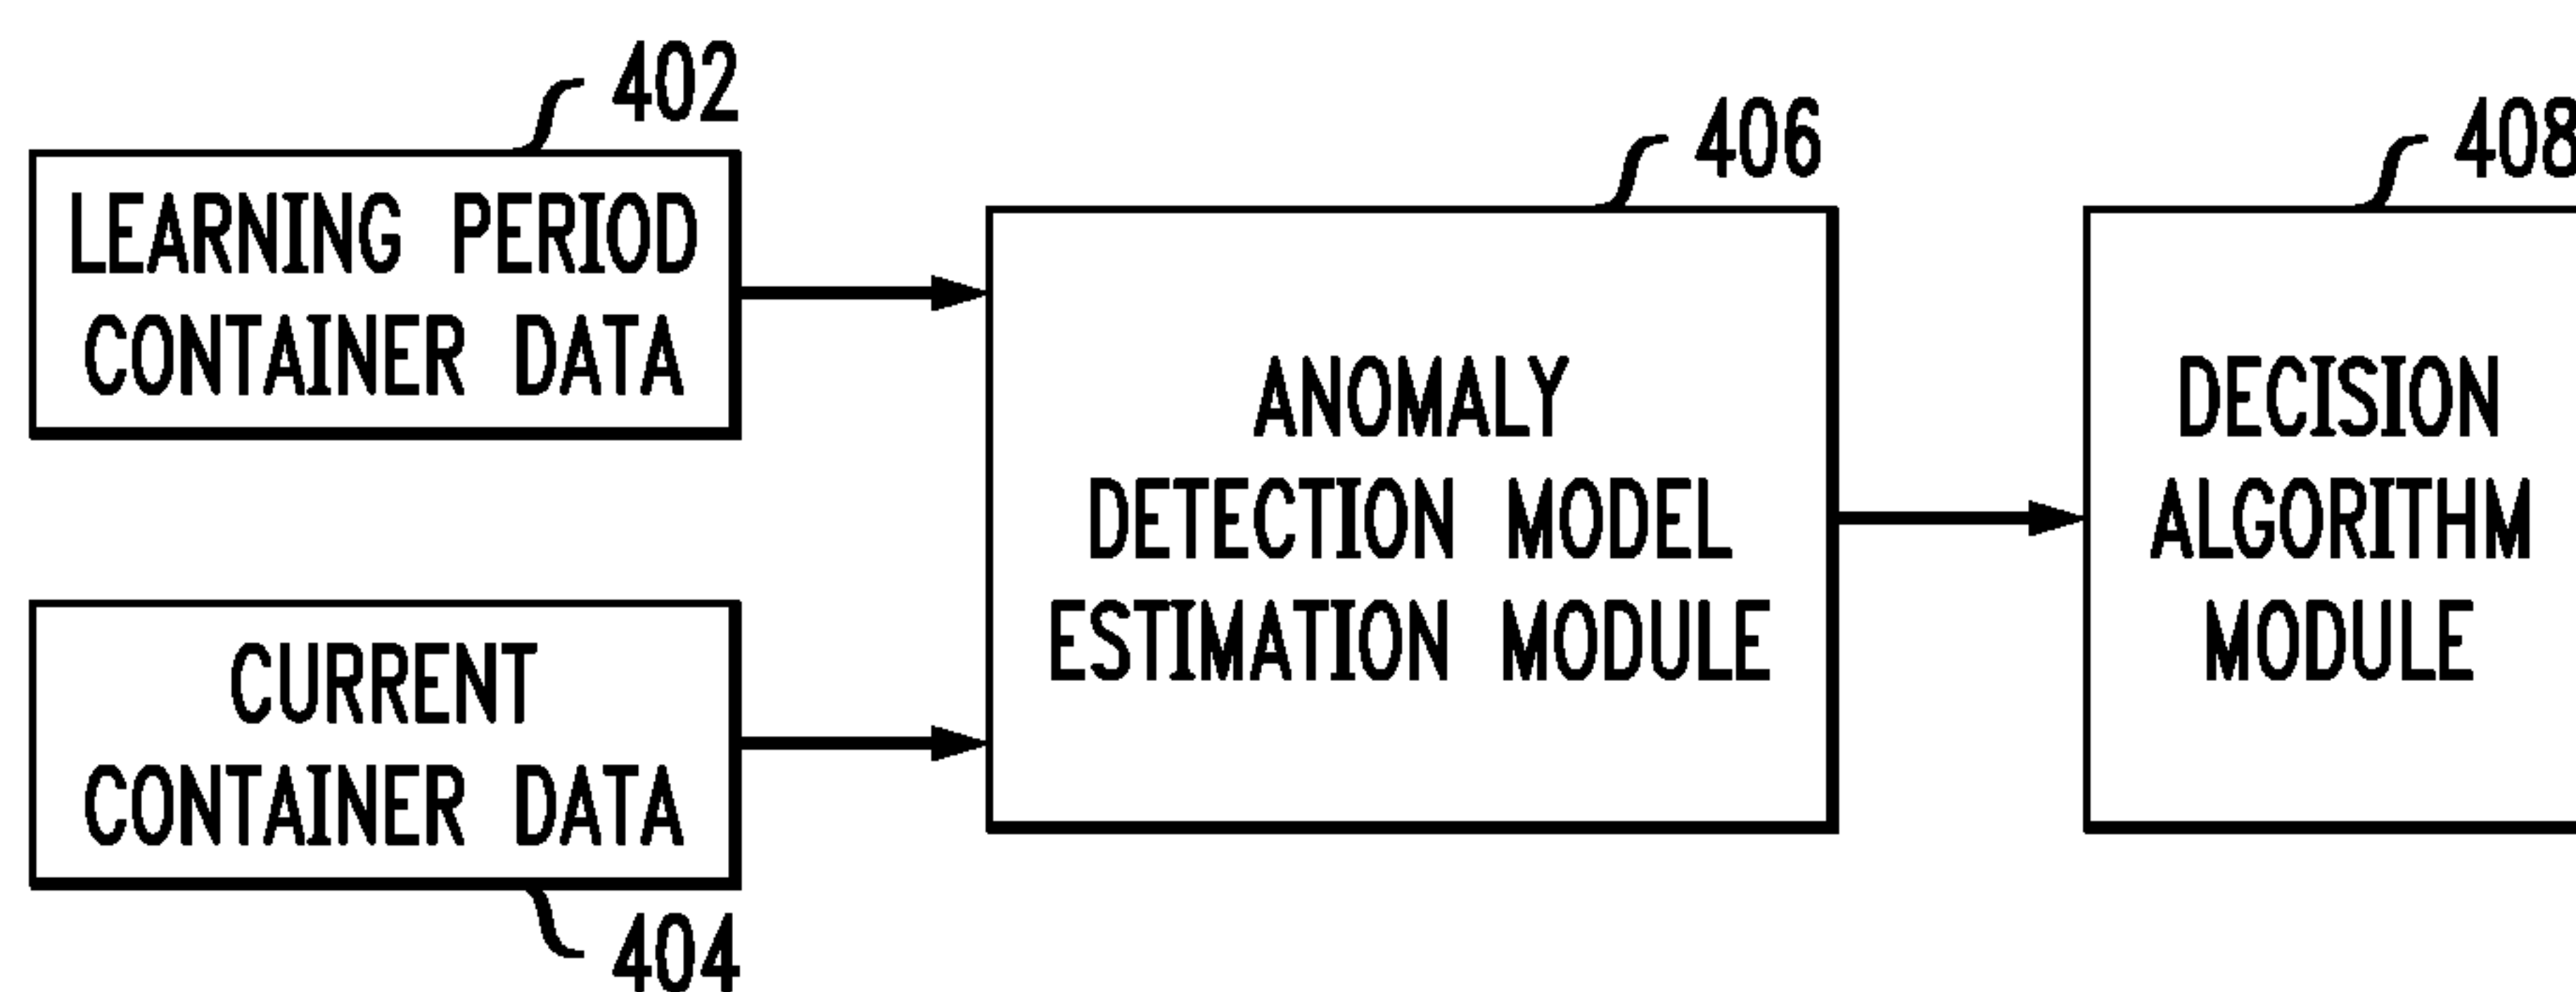 402
LEARNING PERIOD
CONTAINER DATA
406
ANOMALY
DETECTION MODEL
ESTIMATION MODULE
408
DECISION
ALGORITHM
MODULE
CURRENT
CONTAINER DATA
404